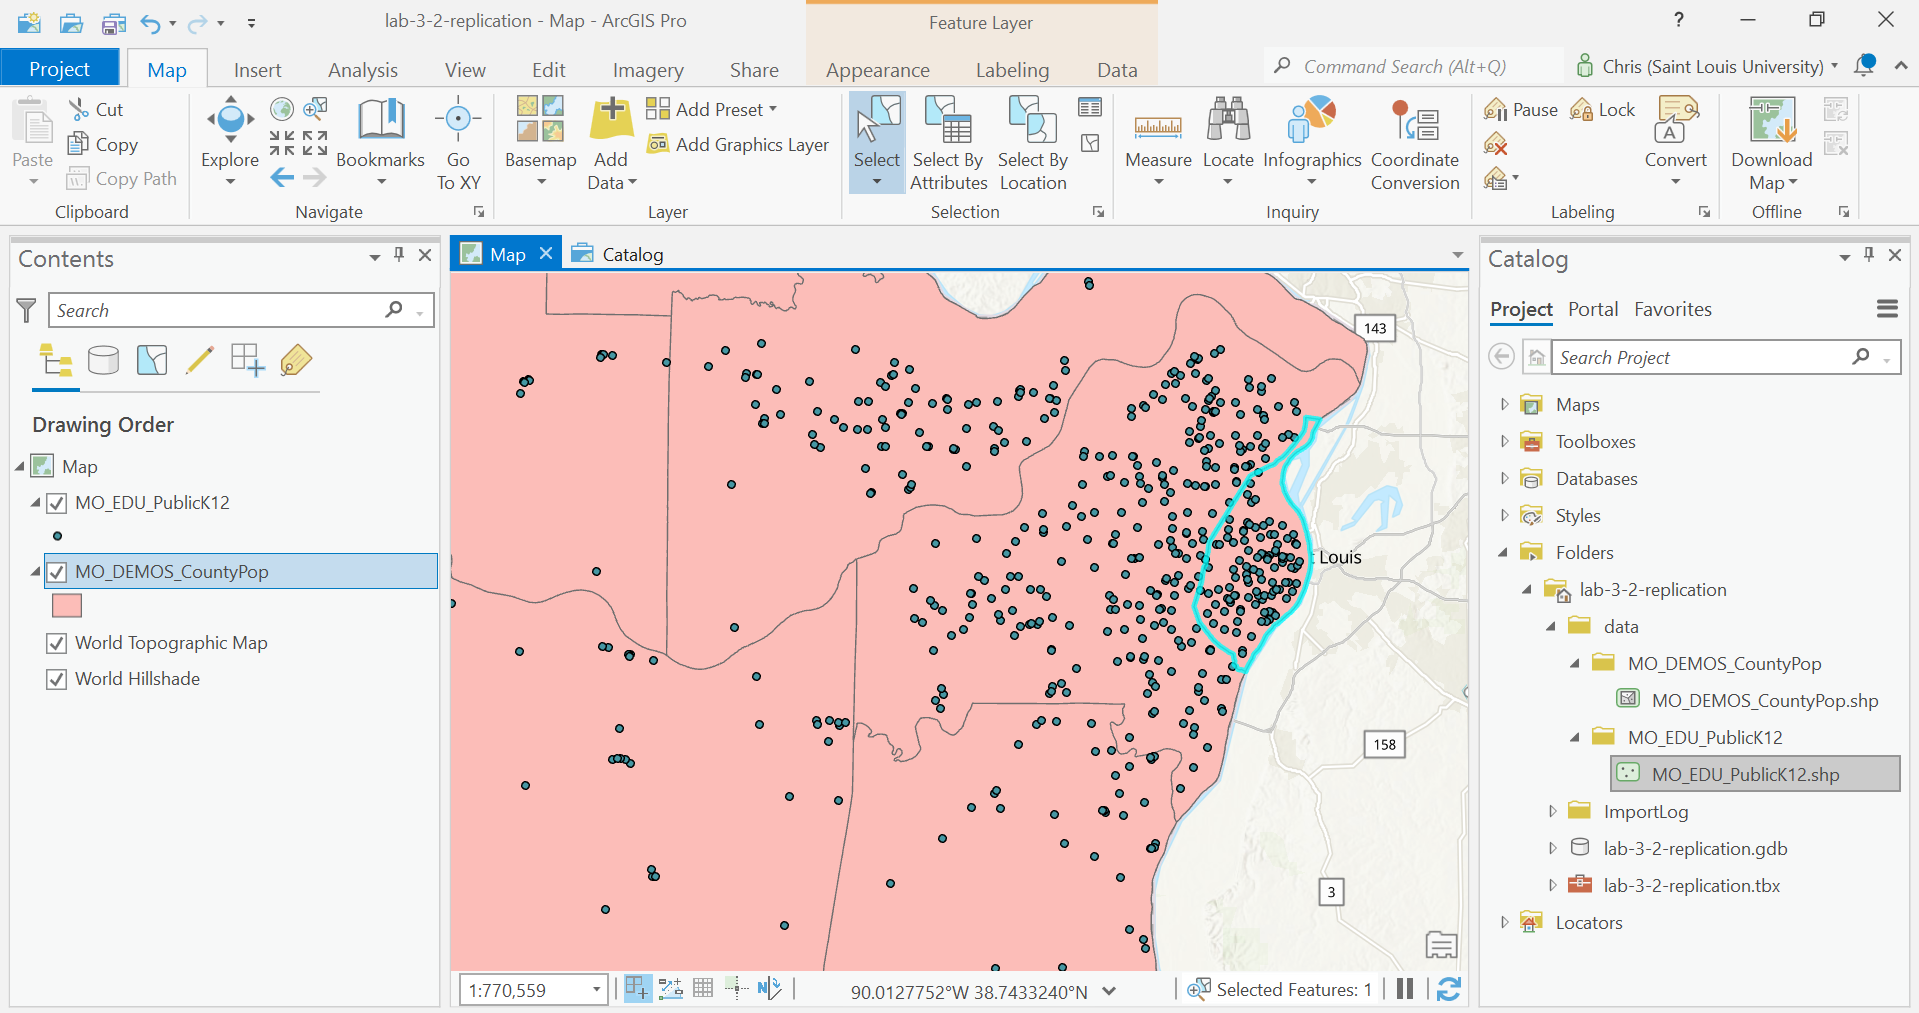 lab-3-2-replication - Map - ArcGIS Pro
Feature Layer
?
Project
Map
Insert
Analysis
View
Edit
Imagery
Share
Appearance
Labeling
Data
Command Search (Alt+Q)
Chris (Saint Louis University)
Paste
Cut
Copy
Copy Path
Clipboard
Explore
Bookmarks
Go
To XY
Navigate
Basemap
Add
Data
Add Preset
Add Graphics Layer
Layer
Select
Select By
Attributes
Select By
Location
Selection
Measure
Locate
Infographics
Coordinate
Conversion
Inquiry
Pause
Lock
A
Convert
Labeling
Download
Map
Offline
Contents
Search
Drawing Order
Map
MO_EDU_PublicK12
MO_DEMOS_CountyPop
World Topographic Map
World Hillshade
Map
Catalog
143
Louis
158
3
1:770,559
N
90.0127752°W 38.7433240°N
Selected Features: 1
Catalog
Project
Portal
Favorites
Search Project
Maps
Toolboxes
Databases
Styles
Folders
lab-3-2-replication
data
MO_DEMOS_CountyPop
MO_DEMOS_CountyPop.shp
MO_EDU_PublicK12
MO_EDU_PublicK12.shp
ImportLog
lab-3-2-replication.gdb
lab-3-2-replication.tbx
Locators